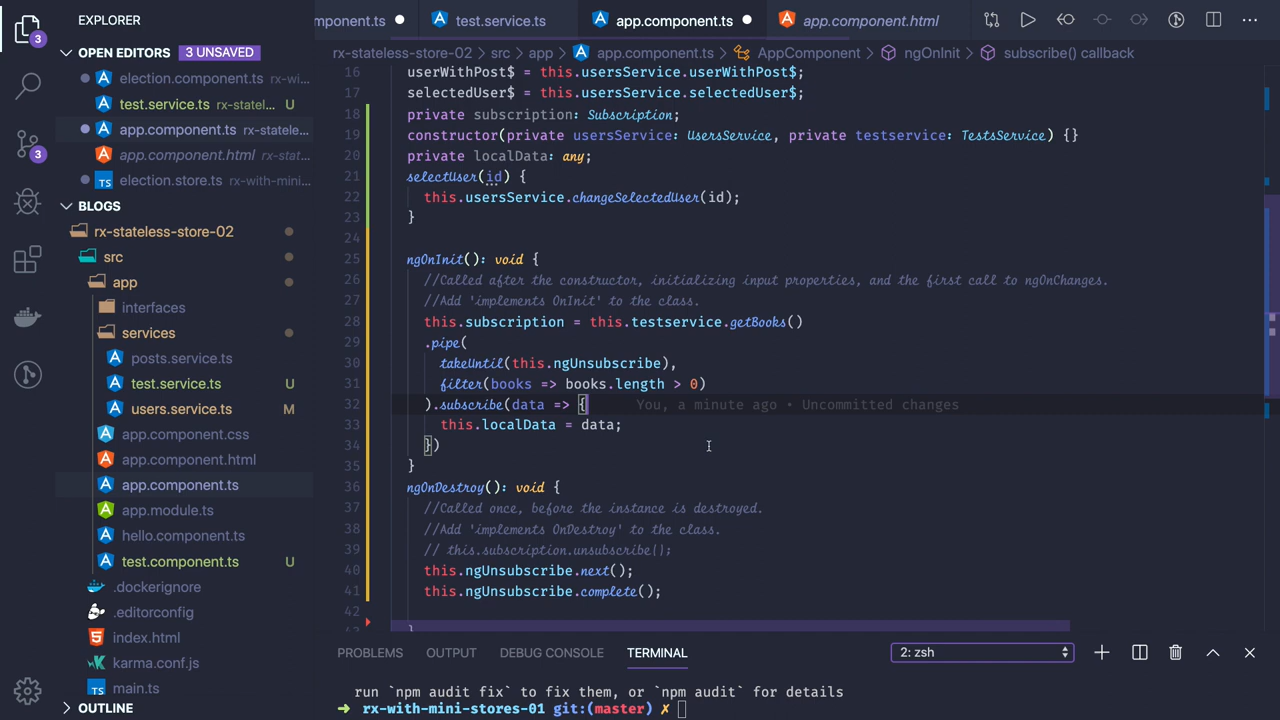 EXPLORER
OPEN EDITORS 3 UNSAVED
election.component.ts rx-wi...
test.service.ts rx-statel... U
app.component.ts rx-statele...
app.component.html rx-stat...
election.store.ts rx-with-mini...
BLOGS
rx-stateless-store-02
src
app
interfaces
services
posts.service.ts
test.service.ts U
users.service.ts M
app.component.css
app.component.html
app.component.ts
app.module.ts
hello.component.ts
test.component.ts U
.dockerignore
.editorconfig
index.html
karma.conf.js
main.ts
OUTLINE
3
3
mponent.ts test.service.ts app.component.ts app.component.html
rx-stateless-store-02 > src > app > app.component.ts > AppComponent > ngOnInit > subscribe() callback
16 userWithPost$ = this.usersService.userWithPost$;
17 selectedUser$ = this.usersService.selectedUser$;
18 private subscription: Subscription;
19 constructor(private usersService: UsersService, private testservice: TestsService) {}
20 private localData: any;
21 selectUser(id) {
22 this.usersService.changeSelectedUser(id);
23 }
24
25 ngOnInit(): void {
26 //Called after the constructor, initializing input properties, and the first call to ngOnChanges.
27 //Add 'implements OnInit' to the class.
28 this.subscription = this.testservice.getBooks()
29 .pipe(
30 takeUntil(this.ngUnsubscribe),
31 filter(books => books.length > 0)
32 ).subscribe(data => { You, a minute ago • Uncommitted changes
33 this.localData = data;
34 })
35 }
36 ngOnDestroy(): void {
37 //Called once, before the instance is destroyed.
38 //Add 'implements OnDestroy' to the class.
39 // this.subscription.unsubscribe();
40 this.ngUnsubscribe.next();
41 this.ngUnsubscribe.complete();
42
43 }
PROBLEMS OUTPUT DEBUG CONSOLE TERMINAL 2: zsh
run `npm audit fix` to fix them, or `npm audit` for details
➜ rx-with-mini-stores-01 git:(master) ✗